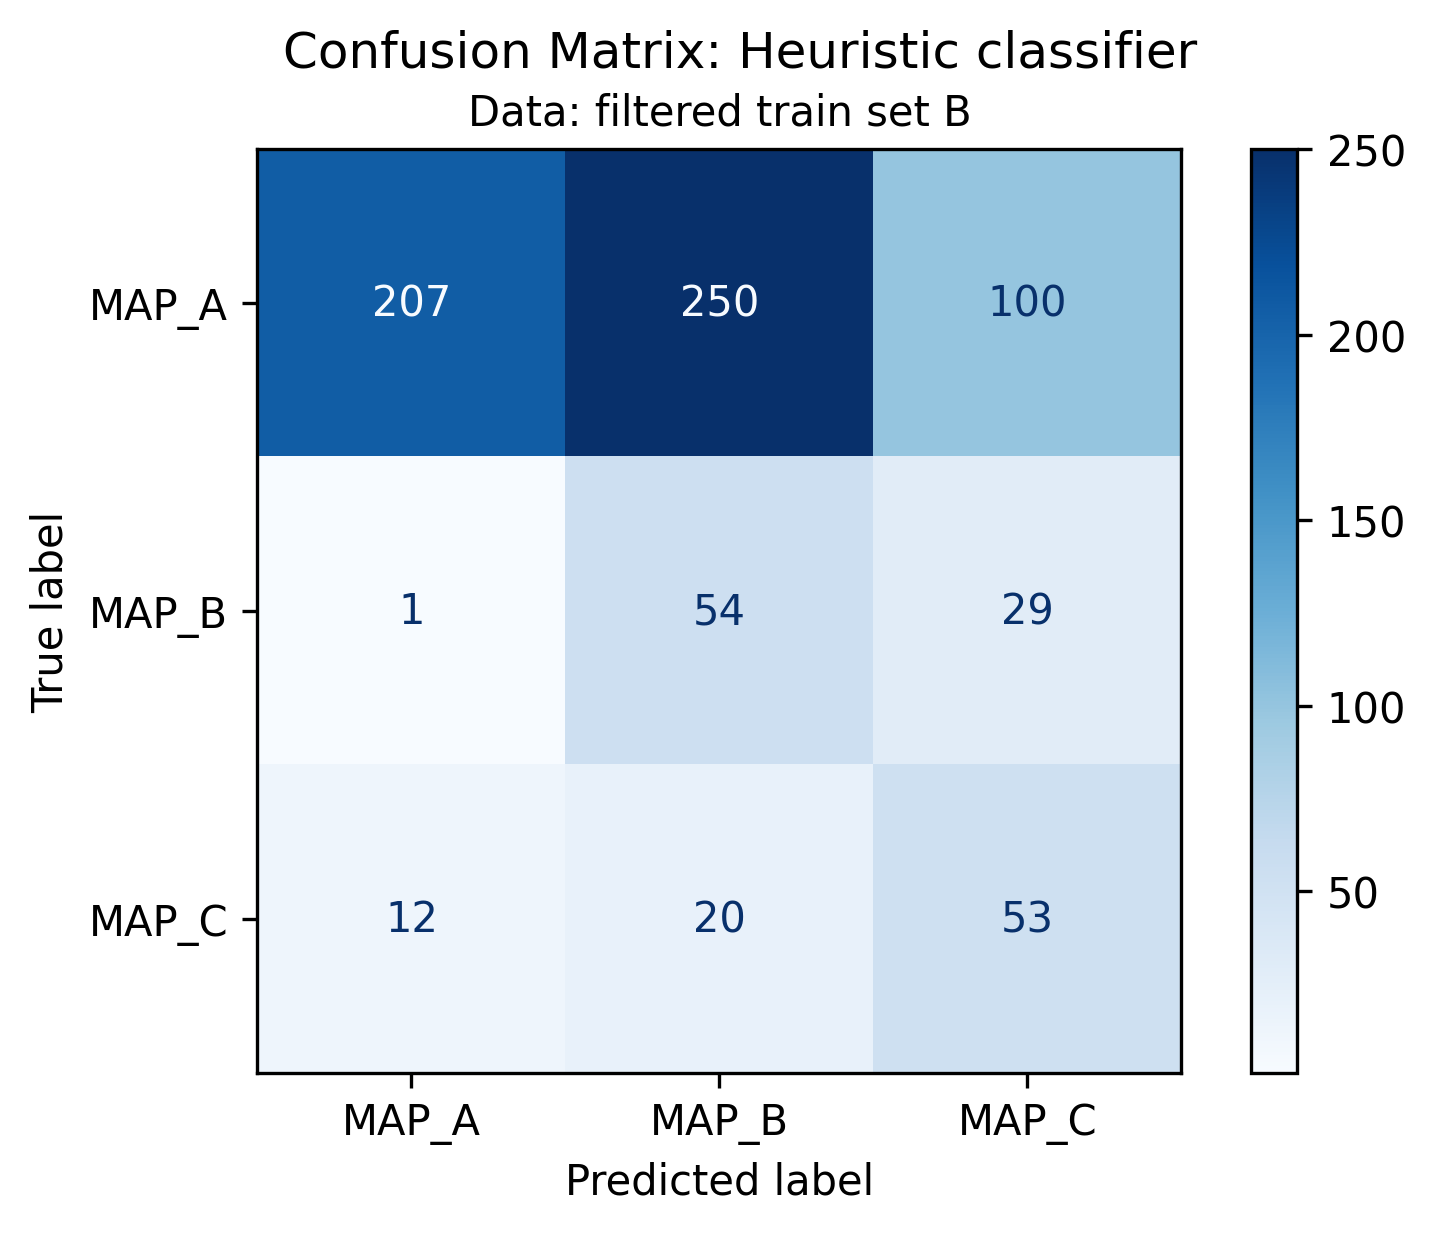 Confusion Matrix: Heuristic classifier
Data: filtered train set B
250
200
150
100
50
True label
MAP_A 207 250 100
MAP_B 1 54 29
MAP_C 12 20 53
MAP_A MAP_B MAP_C
Predicted label